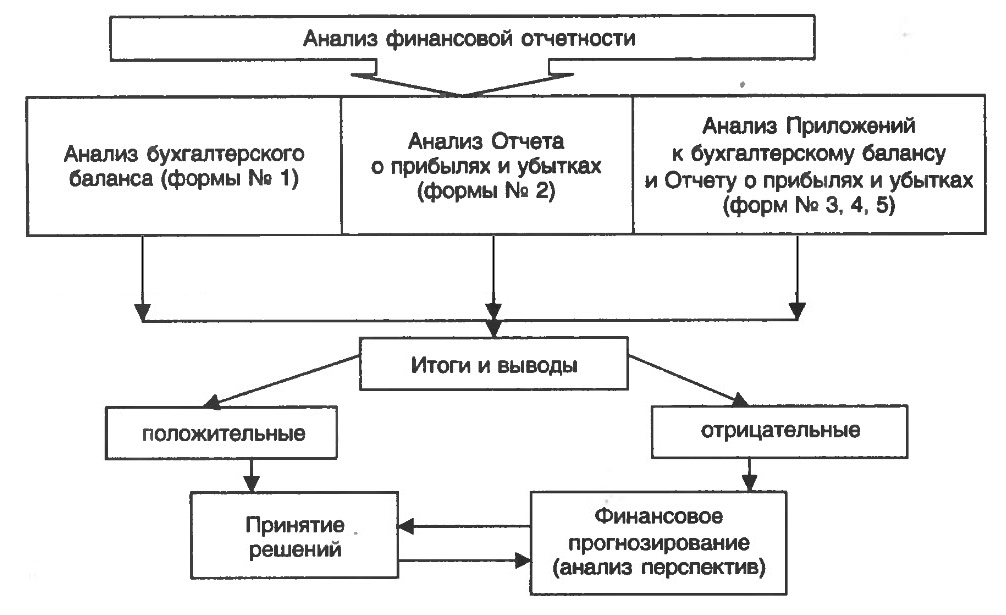 Анализ финансовой отчетности
Анализ бухгалтерского
баланса (формы № 1)
Анализ Отчета
о прибылях и убытках
(формы № 2)
Анализ Приложений
к бухгалтерскому балансу
и Отчету о прибылях и убытках
(форм № 3, 4, 5)
Итоги и выводы
положительные
отрицательные
Принятие
решений
Финансовое
прогнозирование
(анализ перспектив)